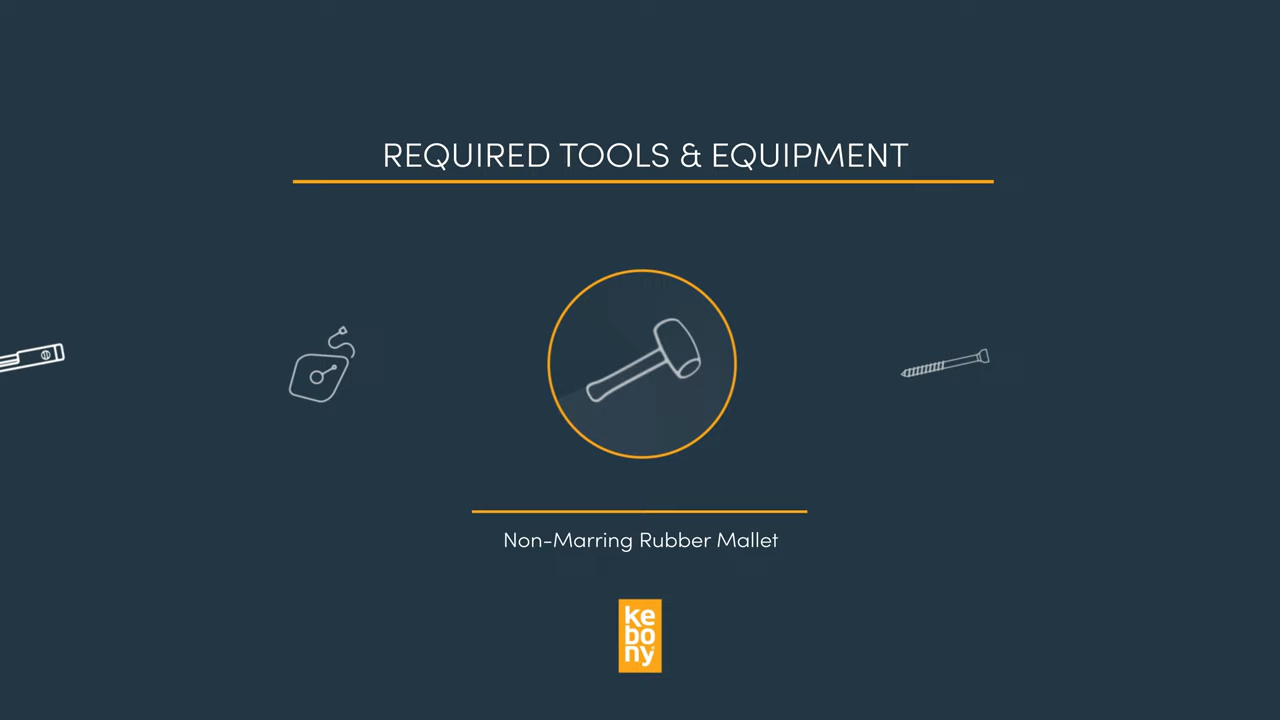 REQUIRED TOOLS & EQUIPMENT
Non-Marring Rubber Mallet
ke
bo
ny